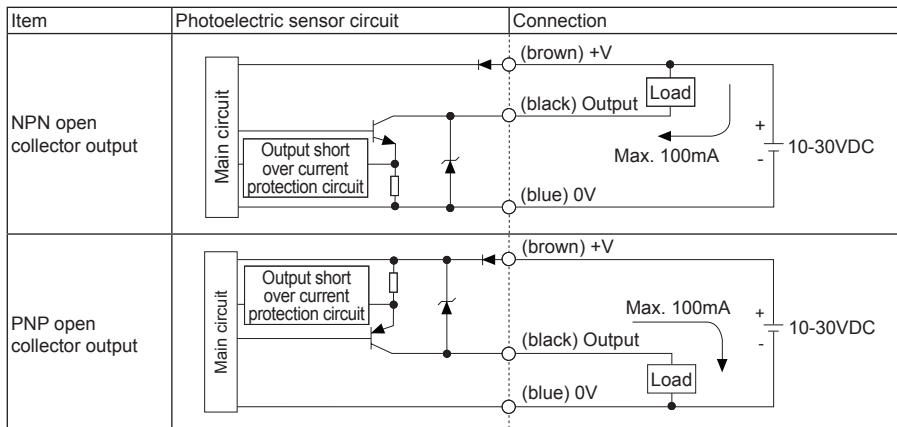 Item
Photoelectric sensor circuit
Connection
NPN open
collector output
Main circuit
Output short
over current
protection circuit
(brown) +V
(black) Output
(blue) 0V
Load
Max. 100mA
+
-
10-30VDC
PNP open
collector output
Main circuit
Output short
over current
protection circuit
(brown) +V
(black) Output
(blue) 0V
Max. 100mA
Load
+
-
10-30VDC